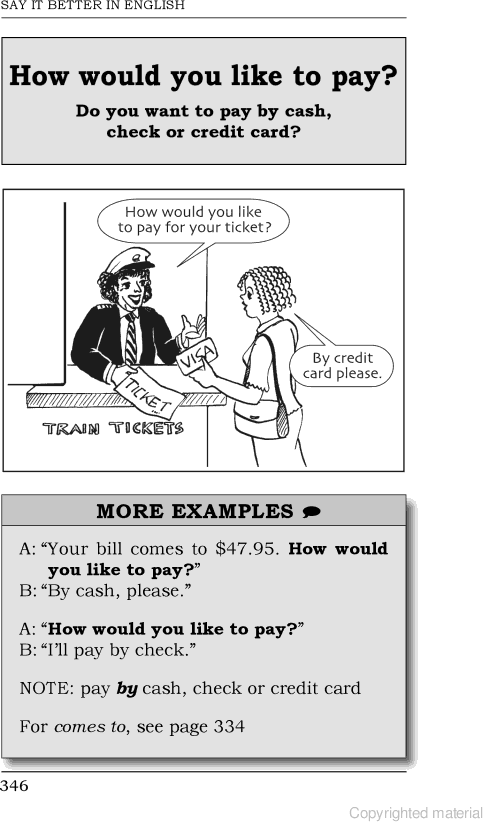 SAY IT BETTER IN ENGLISH
How would you like to pay?
Do you want to pay by cash,
check or credit card?
How would you like
to pay for your ticket?
By credit
card please.
VISA
TICKET
TRAIN TICKETS
MORE EXAMPLES
A: “Your bill comes to $47.95. How would
you like to pay?”
B: “By cash, please.”
A: “How would you like to pay?”
B: “I’ll pay by check.”
NOTE: pay by cash, check or credit card
For comes to, see page 334
346
Copyrighted material